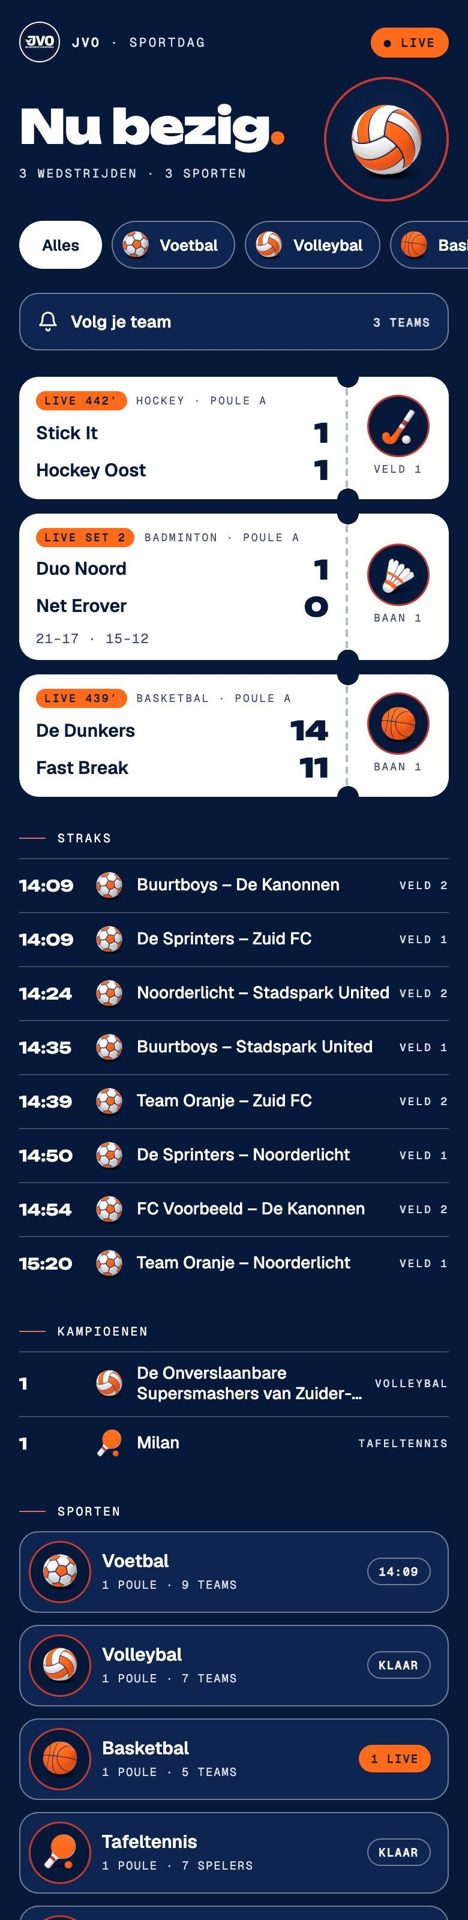 JVO
JVO · SPORTDAG
● LIVE
Nu bezig.
3 WEDSTRIJDEN · 3 SPORTEN
Alles
Voetbal
Volleybal
Bask
Volg je team
3 TEAMS
LIVE 442′
HOCKEY · POULE A
Stick It
1
Hockey Oost
1
VELD 1
LIVE SET 2
BADMINTON · POULE A
Duo Noord
1
Net Erover
0
21–17 · 15–12
BAAN 1
LIVE 439′
BASKETBAL · POULE A
De Dunkers
14
Fast Break
11
BAAN 1
STRAKS
14:09 Buurtboys – De Kanonnen VELD 2
14:09 De Sprinters – Zuid FC VELD 1
14:24 Noorderlicht – Stadspark United VELD 2
14:35 Buurtboys – Stadspark United VELD 1
14:39 Team Oranje – Zuid FC VELD 2
14:50 De Sprinters – Noorderlicht VELD 1
14:54 FC Voorbeeld – De Kanonnen VELD 2
15:20 Team Oranje – Noorderlicht VELD 1
KAMPIOENEN
1 De Onverslaanbare
Supersmashers van Zuider-… VOLLEYBAL
1 Milan TAFELTENNIS
SPORTEN
Voetbal
1 POULE · 9 TEAMS
14:09
Volleybal
1 POULE · 7 TEAMS
KLAAR
Basketbal
1 POULE · 5 TEAMS
1 LIVE
Tafeltennis
1 POULE · 7 SPELERS
KLAAR